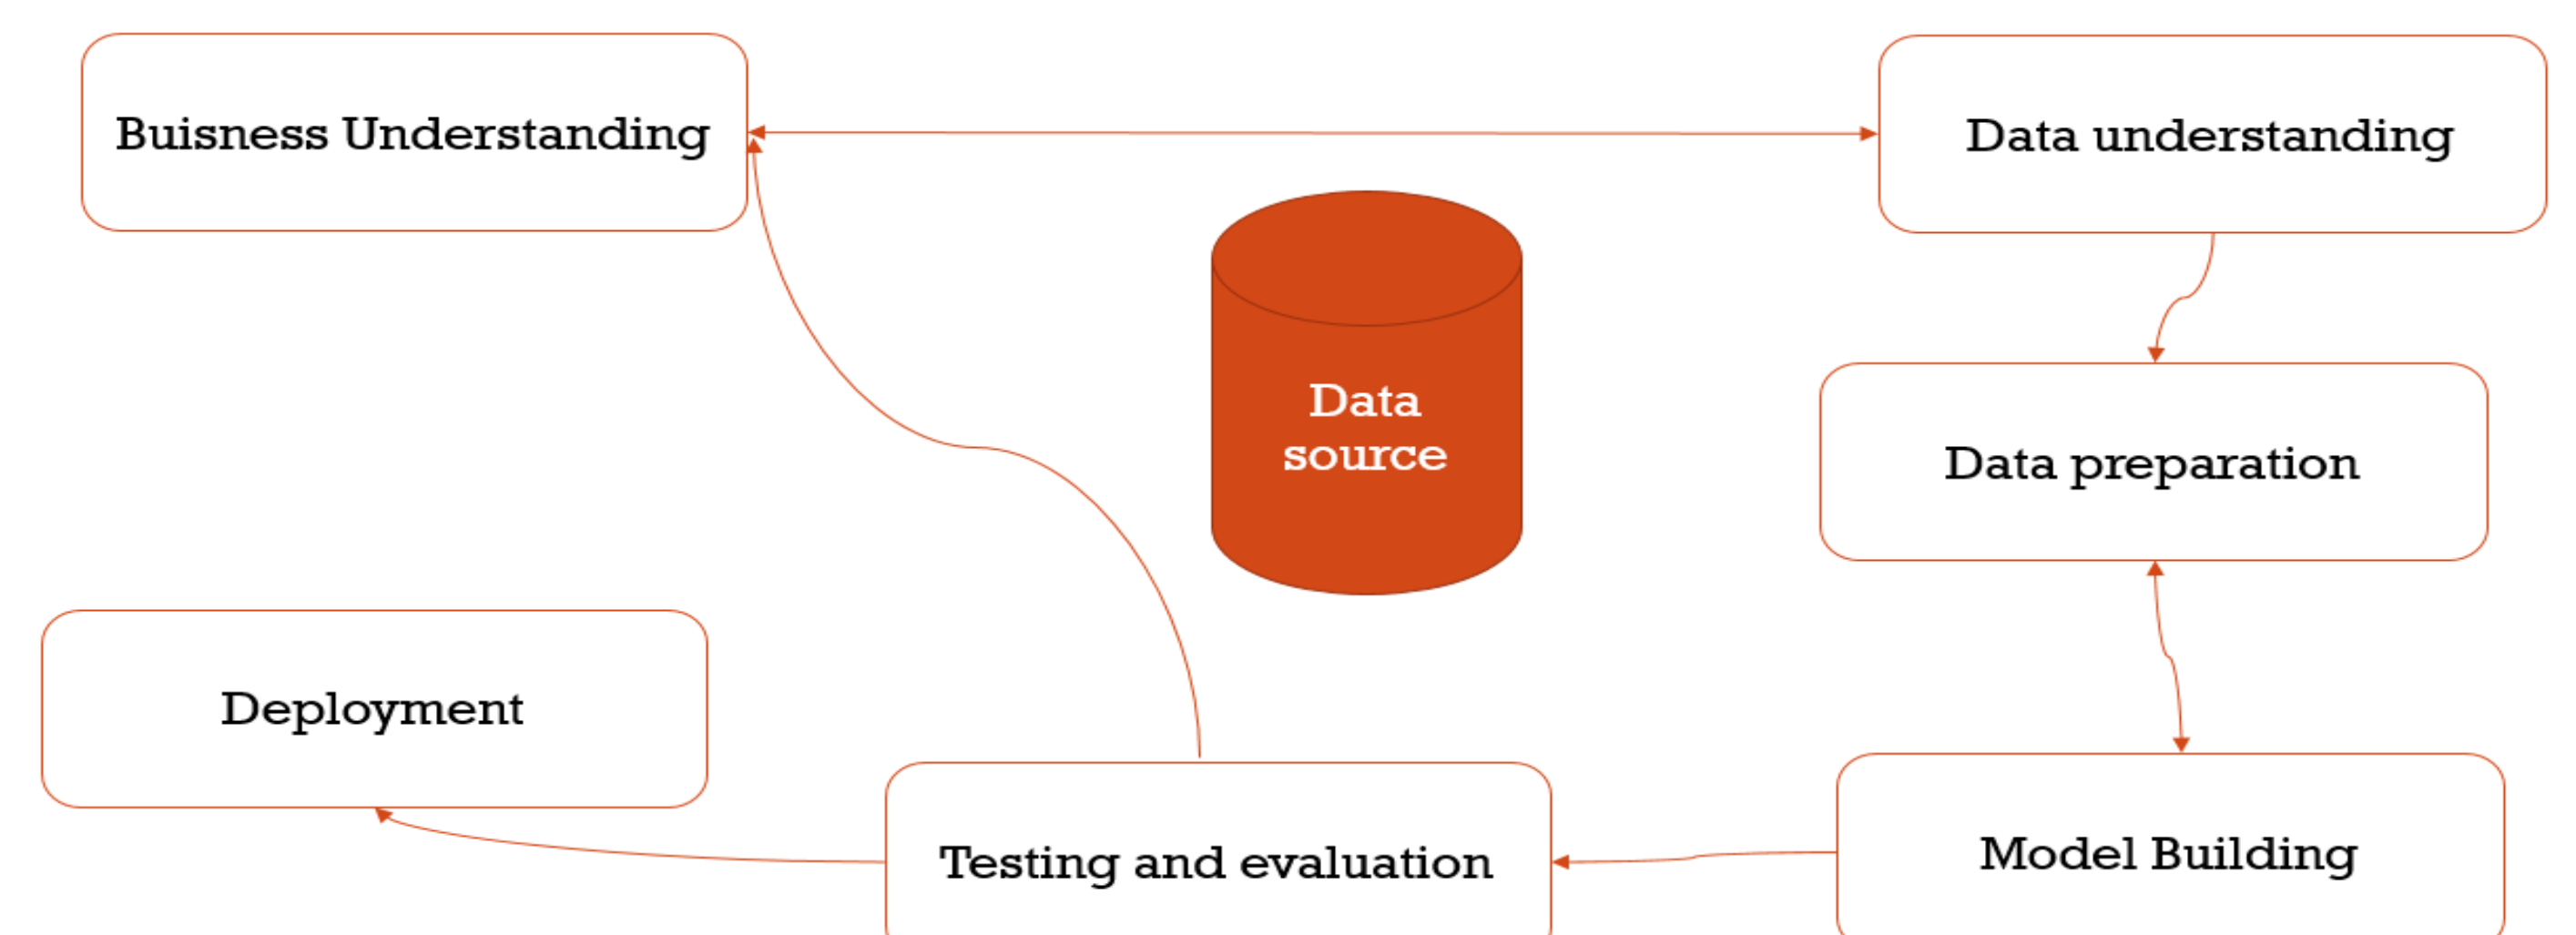 Buisness Understanding
Data understanding
Data
source
Data preparation
Deployment
Testing and evaluation
Model Building